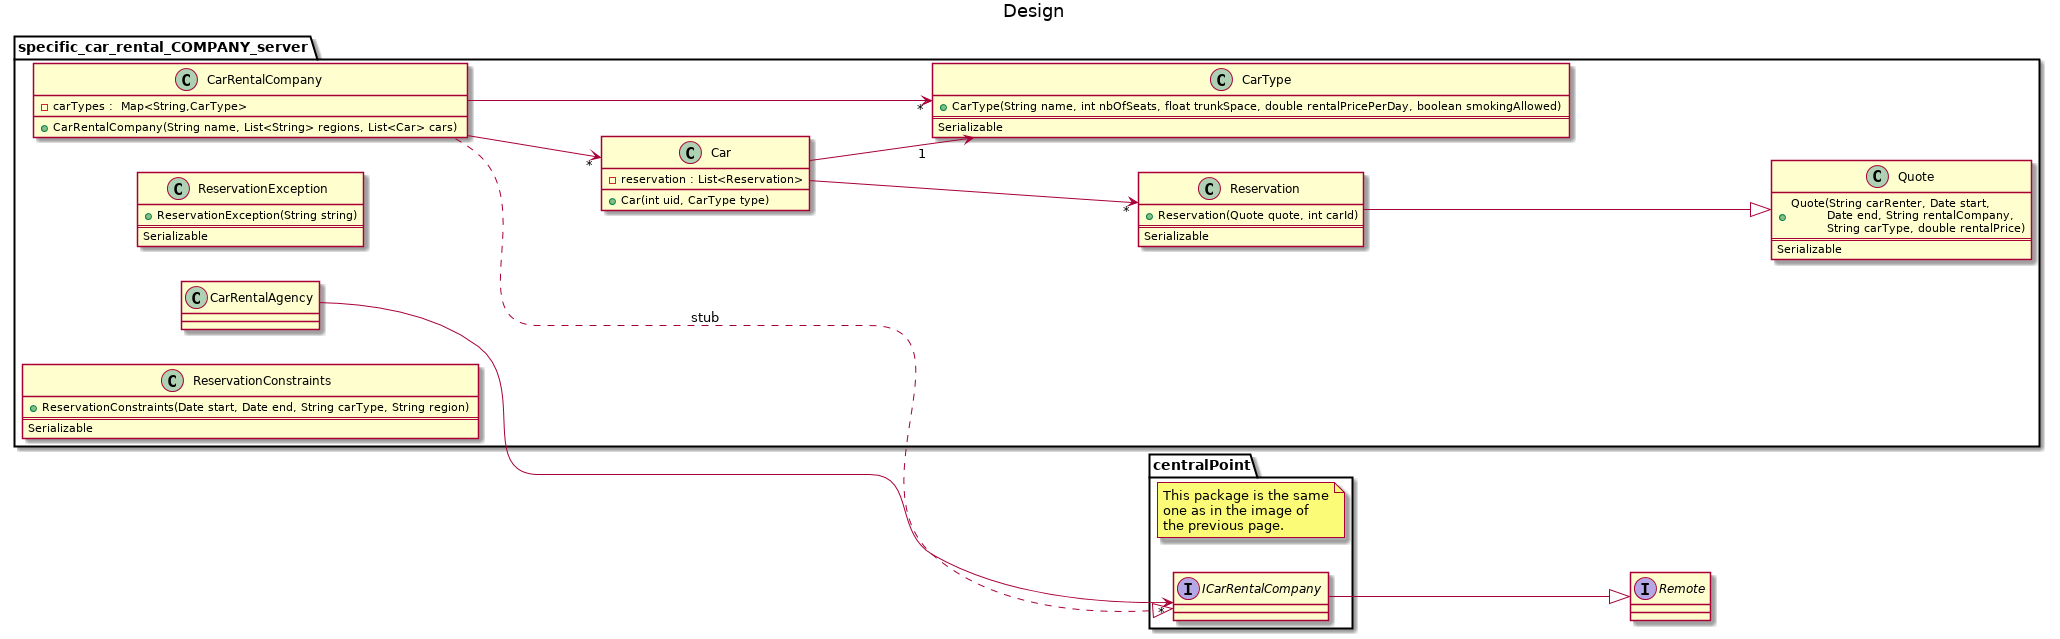 Design
specific_car_rental_COMPANY_server
C CarRentalCompany
carTypes :  Map<String,CarType>
CarRentalCompany(String name, List<String> regions, List<Car> cars)
*
C CarType
CarType(String name, int nbOfSeats, float trunkSpace, double rentalPricePerDay, boolean smokingAllowed)
Serializable
*
C Car
reservation : List<Reservation>
Car(int uid, CarType type)
1
*
C ReservationException
ReservationException(String string)
Serializable
C Reservation
Reservation(Quote quote, int carId)
Serializable
C Quote
Quote(String carRenter, Date start,
Date end, String rentalCompany,
String carType, double rentalPrice)
Serializable
C CarRentalAgency
stub
C ReservationConstraints
ReservationConstraints(Date start, Date end, String carType, String region)
Serializable
centralPoint
This package is the same
one as in the image of
the previous page.
*
I ICarRentalCompany
I Remote